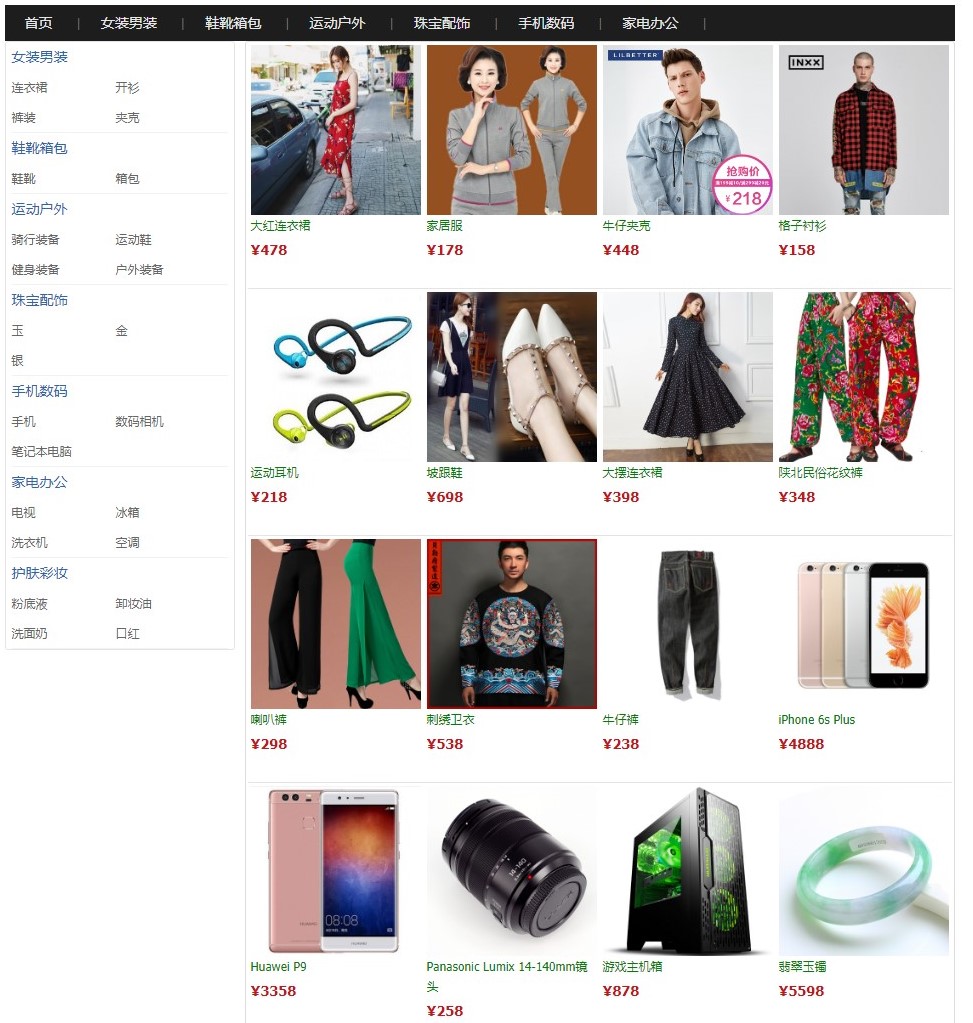 首页 | 女装男装 | 鞋靴箱包 | 运动户外 | 珠宝配饰 | 手机数码 | 家电办公 |
女装男装
连衣裙 开衫
裤装 夹克
鞋靴箱包
鞋靴 箱包
运动户外
骑行装备 运动鞋
健身装备 户外装备
珠宝配饰
玉 金
银
手机数码
手机 数码相机
笔记本电脑
家电办公
电视 冰箱
洗衣机 空调
护肤彩妆
粉底液 卸妆油
洗面奶 口红
LILBETTER
抢购价
¥218
INXX
大红连衣裙 家居服 牛仔夹克 格子衬衫
¥478 ¥178 ¥448 ¥158
运动耳机 坡跟鞋 大摆连衣裙 陕北民俗花纹裤
¥218 ¥698 ¥398 ¥348
喇叭裤 刺绣卫衣 牛仔裤 iPhone 6s Plus
¥298 ¥538 ¥238 ¥4888
HUAWEI
08:08
14-140
Huawei P9 Panasonic Lumix 14-140mm镜 游戏主机箱 翡翠玉镯
头
¥3358 ¥258 ¥878 ¥5598